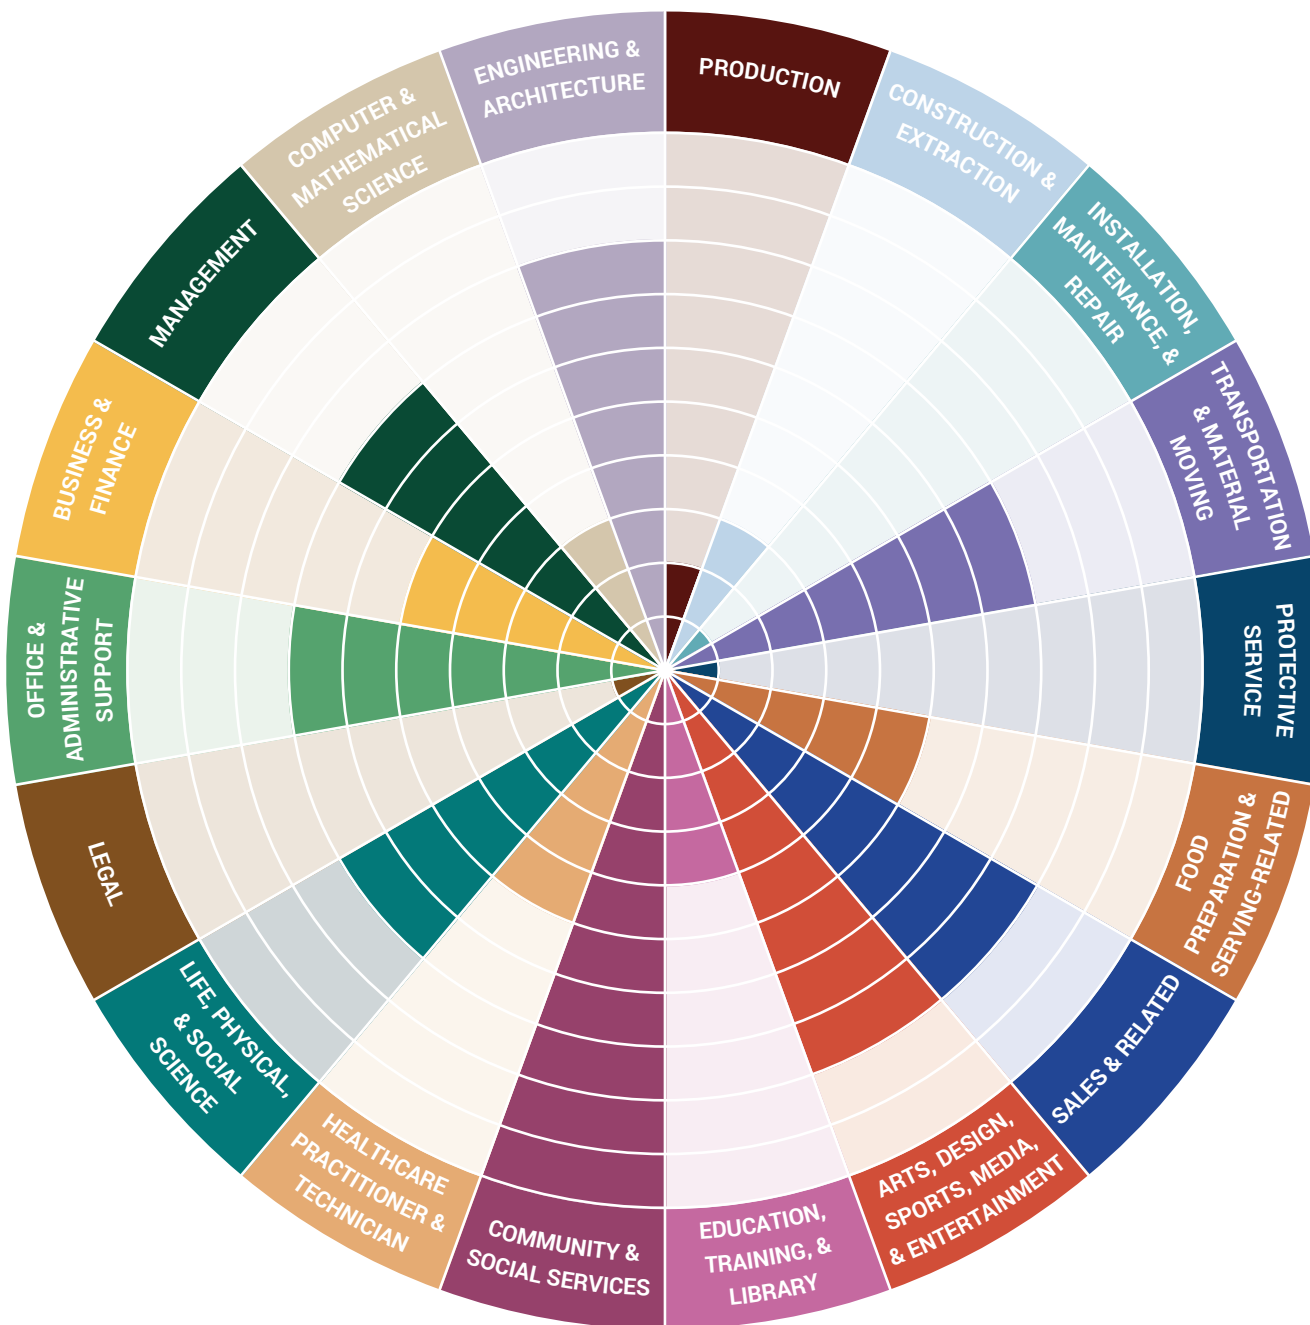 PRODUCTION
CONSTRUCTION &
EXTRACTION
INSTALLATION,
MAINTENANCE, &
REPAIR
TRANSPORTATION
& MATERIAL
MOVING
PROTECTIVE
SERVICE
FOOD
PREPARATION &
SERVING-RELATED
SALES & RELATED
ARTS, DESIGN,
SPORTS, MEDIA,
& ENTERTAINMENT
EDUCATION,
TRAINING, &
LIBRARY
COMMUNITY &
SOCIAL SERVICES
HEALTHCARE
PRACTITIONER &
TECHNICIAN
LIFE, PHYSICAL,
& SOCIAL
SCIENCE
LEGAL
OFFICE &
ADMINISTRATIVE
SUPPORT
BUSINESS &
FINANCE
MANAGEMENT
COMPUTER &
MATHEMATICAL
SCIENCE
ENGINEERING &
ARCHITECTURE